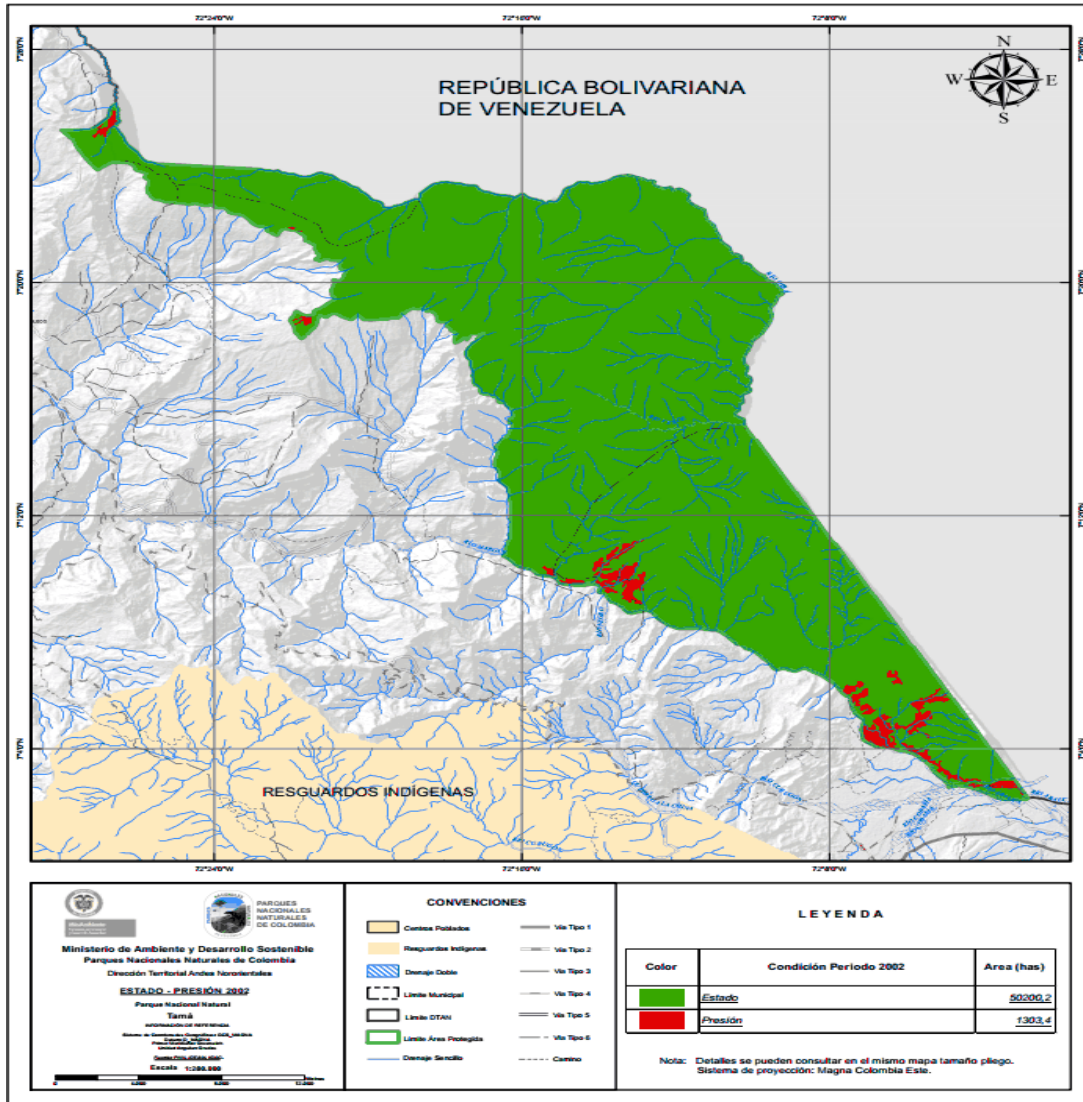 72°24'0"W
72°16'0"W
72°8'0"W
REPÚBLICA BOLIVARIANA
DE VENEZUELA
N
W
E
S
RESGUARDOS INDÍGENAS
72°24'0"W
72°16'0"W
72°8'0"W
PARQUES
NACIONALES
NATURALES
DE COLOMBIA
Ministerio de Ambiente y Desarrollo Sostenible
Parques Nacionales Naturales de Colombia
Dirección Territorial Andes Nororientales
ESTADO - PRESIÓN 2002
Parque Nacional Natural
Tamá
INFORMACIÓN DE REFERENCIA
Escala
CONVENCIONES
Centros Poblados
Resguardos Indígenas
Drenaje Doble
Límite Municipal
Límite DTAN
Límite Área Protegida
Drenaje Sencillo
Vía Tipo 1
Vía Tipo 2
Vía Tipo 3
Vía Tipo 4
Vía Tipo 5
Vía Tipo 6
Camino
LEYENDA
Color Condición Periodo 2002 Area (has)
Estado 50200,2
Presión 1303,4
Nota: Detalles se pueden consultar en el mismo mapa tamaño pliego.
Sistema de proyección: Magna Colombia Este.